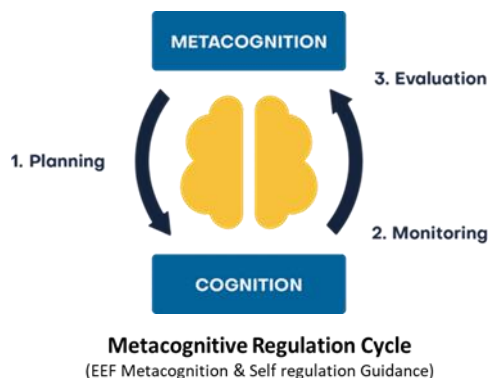 METACOGNITION
3. Evaluation
1. Planning
2. Monitoring
COGNITION
Metacognitive Regulation Cycle
(EEF Metacognition & Self regulation Guidance)